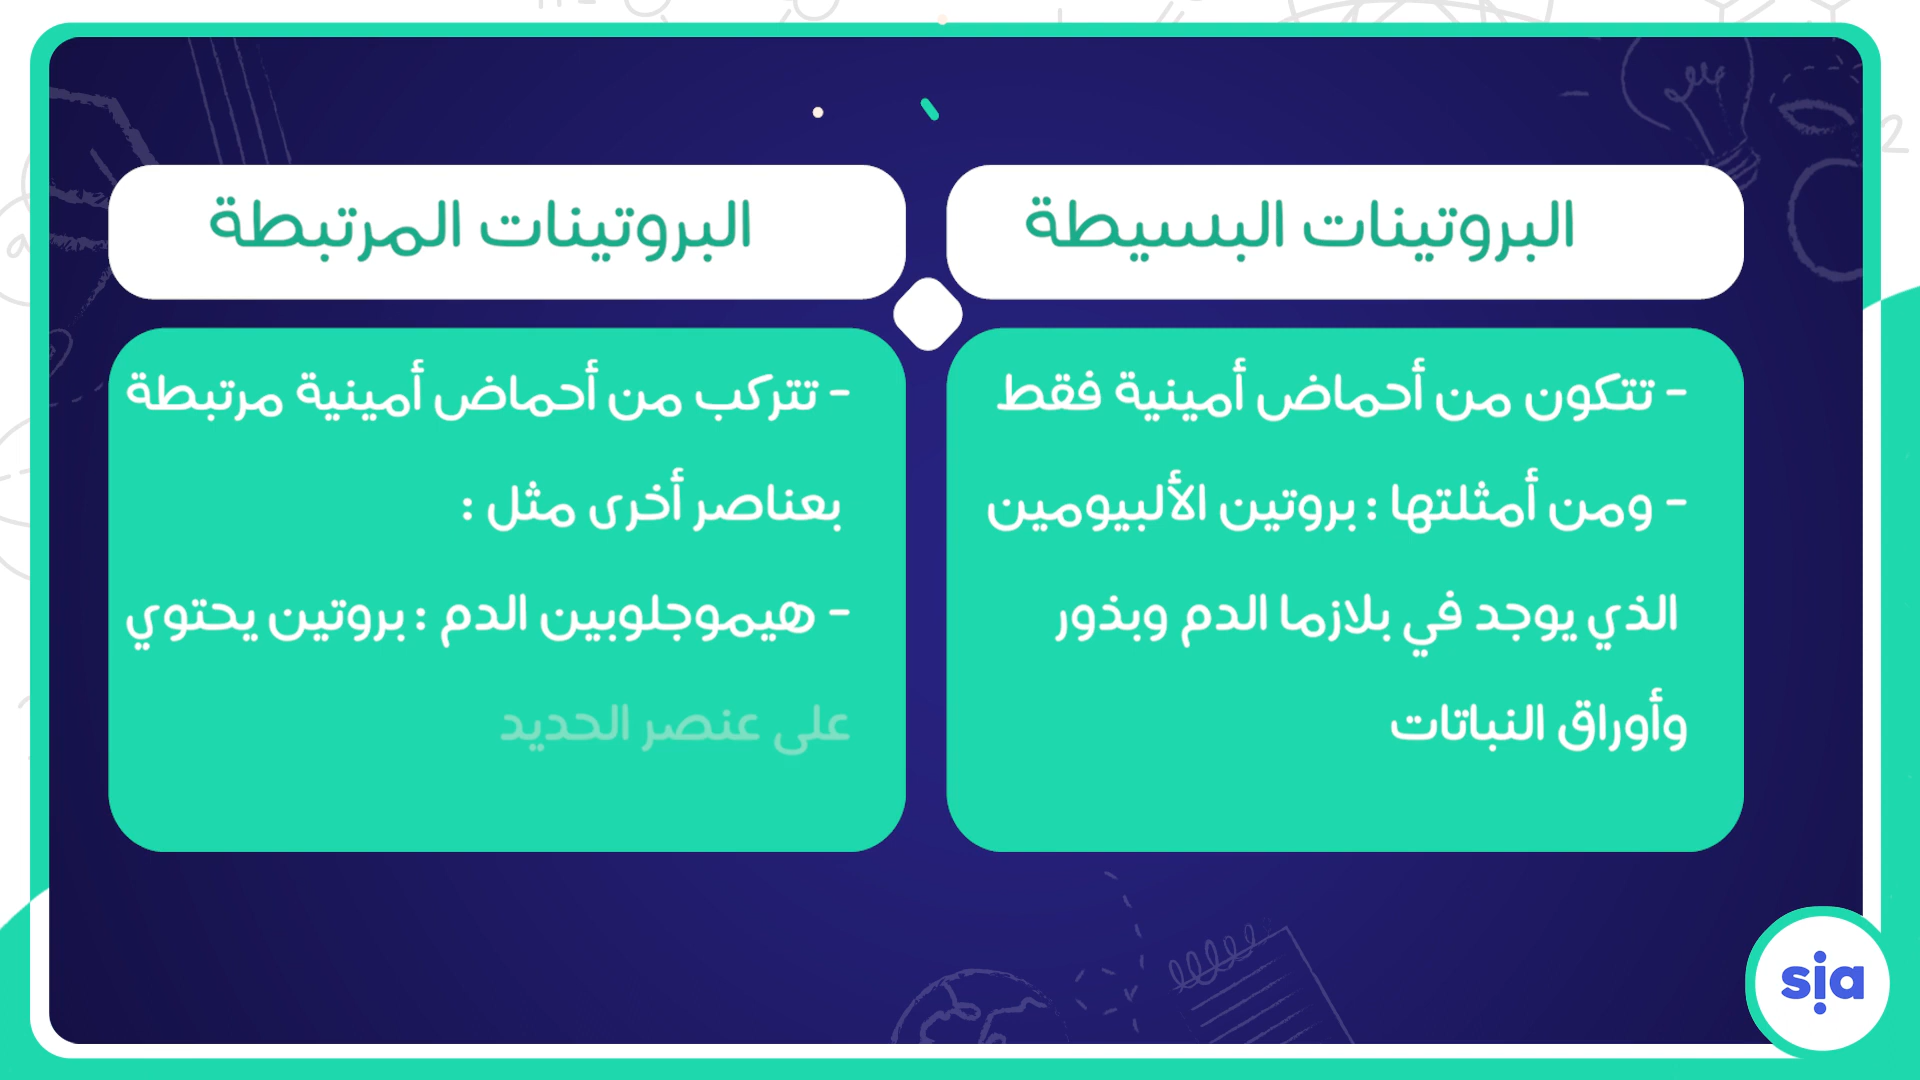 البروتينات البسيطة
- تتكون من أحماض أمينية فقط
- ومن أمثلتها : بروتين الألبيومين
الذي يوجد في بلازما الدم وبذور
وأوراق النباتات
البروتينات المرتبطة
- تتركب من أحماض أمينية مرتبطة
بعناصر أخرى مثل :
- هيموجلوبين الدم : بروتين يحتوي
على عنصر الحديد
sia